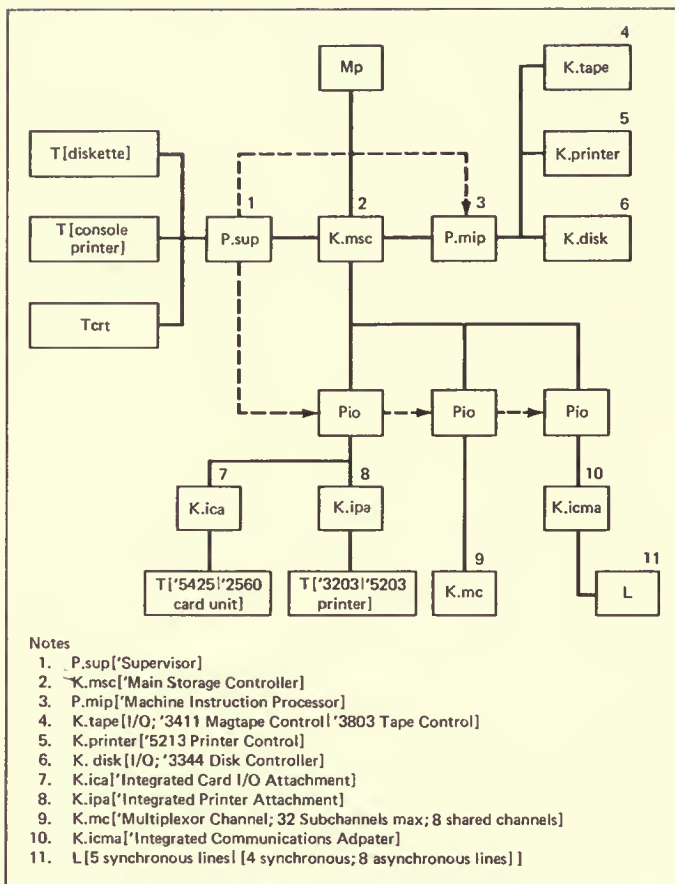 4
Mp
K.tape
5
T[diskette]
K.printer
1
2
3
6
T[console
printer]
P.sup
K.msc
P.mip
K.disk
Tcrt
Pio
Pio
Pio
7
8
10
K.ica
K.ipa
K.icma
9
11
T['5425|'2560
card unit]
T['3203|'5203
printer]
K.mc
L
Notes
1. P.sup['Supervisor]
2. K.msc['Main Storage Controller]
3. P.mip['Machine Instruction Processor]
4. K.tape[I/O; '3411 Magtape Control| '3803 Tape Control]
5. K.printer['5213 Printer Control]
6. K. disk[I/O; '3344 Disk Controller]
7. K.ica['Integrated Card I/O Attachment]
8. K.ipa['Integrated Printer Attachment]
9. K.mc['Multiplexor Channel; 32 Subchannels max; 8 shared channels]
10. K.icma['Integrated Communications Adpater]
11. L[5 synchronous lines| [4 synchronous; 8 asynchronous lines] ]